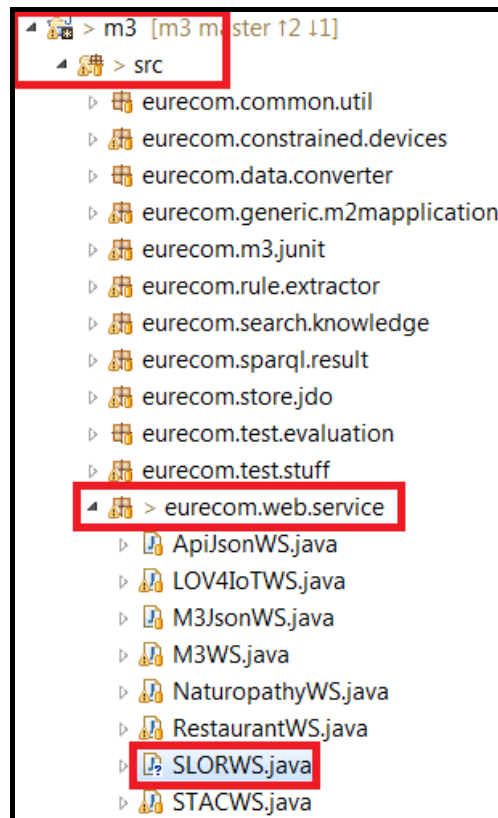 > m3 [m3 master ↑2 ↓1]
> src
eurecom.common.util
eurecom.constrained.devices
eurecom.data.converter
eurecom.generic.m2mapplication
eurecom.m3.junit
eurecom.rule.extractor
eurecom.search.knowledge
eurecom.sparql.result
eurecom.store.jdo
eurecom.test.evaluation
eurecom.test.stuff
> eurecom.web.service
ApiJsonWS.java
LOV4IoTWS.java
M3JsonWS.java
M3WS.java
NaturopathyWS.java
RestaurantWS.java
SLORWS.java
STACWS.java